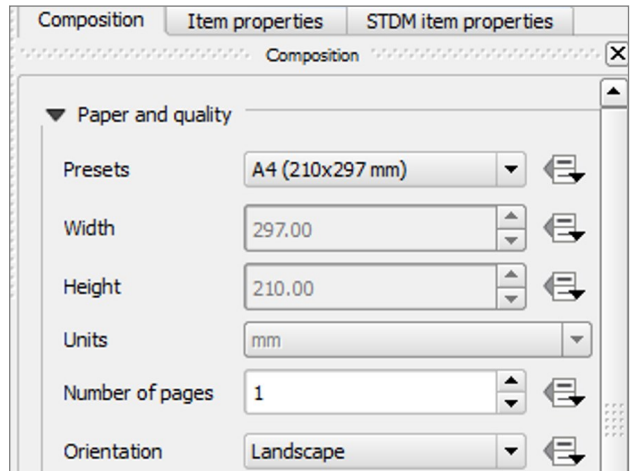 Composition Item properties STDM item properties
Composition
Paper and quality
Presets A4 (210x297 mm)
Width 297.00
Height 210.00
Units mm
Number of pages 1
Orientation Landscape